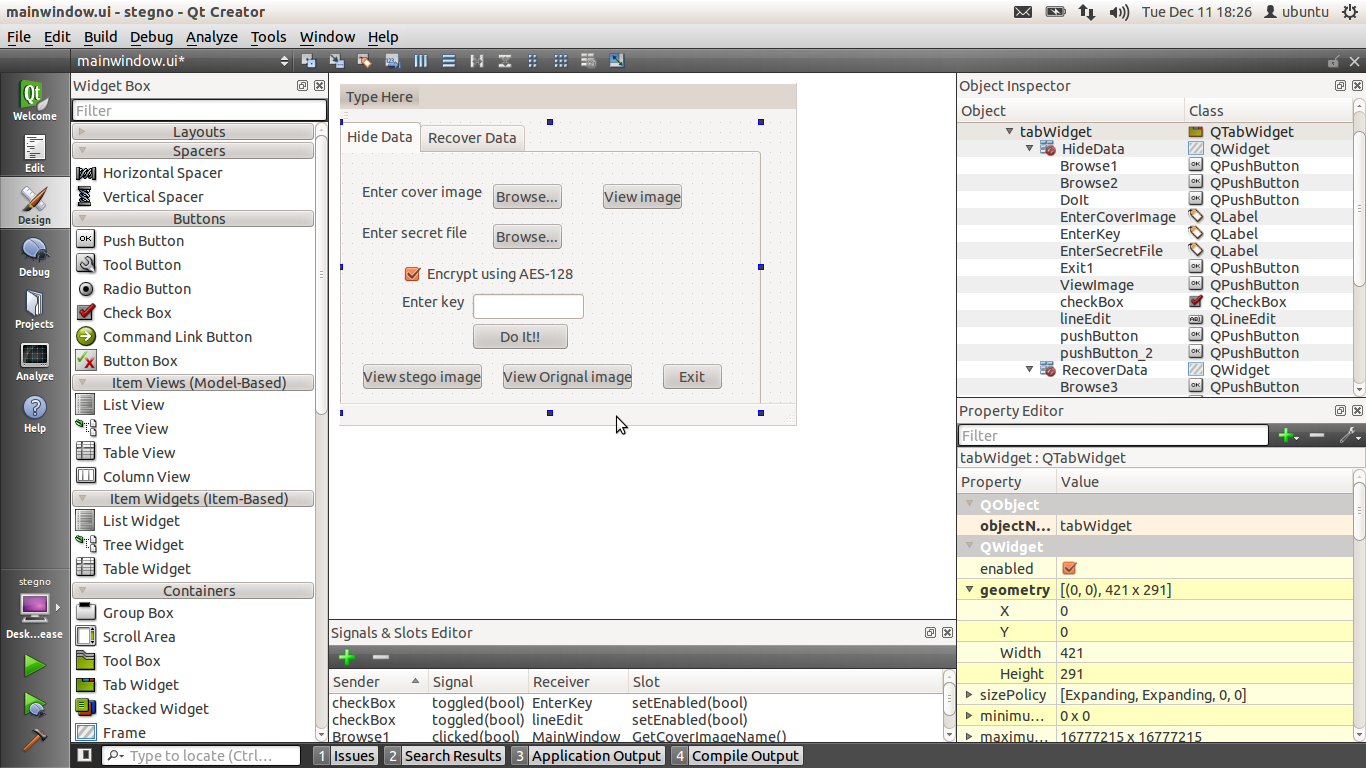 mainwindow.ui - stegno - Qt Creator
Tue Dec 11 18:26 ubuntu
File Edit Build Debug Analyze Tools Window Help
mainwindow.ui*
Welcome
Edit
Design
Debug
Projects
Analyze
Help
stegno
Desk...ease
Widget Box
Filter
Layouts
Spacers
Horizontal Spacer
Vertical Spacer
Buttons
OK Push Button
Tool Button
Radio Button
Check Box
Command Link Button
Button Box
Item Views (Model-Based)
List View
Tree View
Table View
Column View
Item Widgets (Item-Based)
List Widget
Tree Widget
Table Widget
Containers
Group Box
Scroll Area
Tool Box
Tab Widget
Stacked Widget
Frame
Type Here
Hide Data Recover Data
Enter cover image Browse... View image
Enter secret file Browse...
Encrypt using AES-128
Enter key
Do It!!
View stego image View Orignal image Exit
Signals & Slots Editor
Sender Signal Receiver Slot
checkBox toggled(bool) EnterKey setEnabled(bool)
checkBox toggled(bool) lineEdit setEnabled(bool)
Browse1 clicked(bool) MainWindow GetCoverImageName()
Object Inspector
Object Class
tabWidget QTabWidget
HideData QWidget
Browse1 OK QPushButton
Browse2 OK QPushButton
DoIt OK QPushButton
EnterCoverImage QLabel
EnterKey QLabel
EnterSecretFile QLabel
Exit1 OK QPushButton
ViewImage OK QPushButton
checkBox QCheckBox
lineEdit ABI QLineEdit
pushButton OK QPushButton
pushButton_2 OK QPushButton
RecoverData QWidget
Browse3 OK QPushButton
Property Editor
Filter
tabWidget : QTabWidget
Property Value
QObject
objectN... tabWidget
QWidget
enabled
geometry [(0, 0), 421 x 291]
X 0
Y 0
Width 421
Height 291
sizePolicy [Expanding, Expanding, 0, 0]
minimu... 0 x 0
maximu... 16777215 x 16777215
Type to locate (Ctrl... 1 Issues 2 Search Results 3 Application Output 4 Compile Output